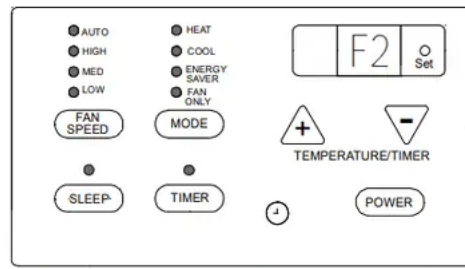 AUTO
HIGH
MED
LOW
FAN
SPEED
HEAT
COOL
ENERGY
SAVER
FAN
ONLY
MODE
F2
Set
+
-
TEMPERATURE/TIMER
SLEEP
TIMER
POWER